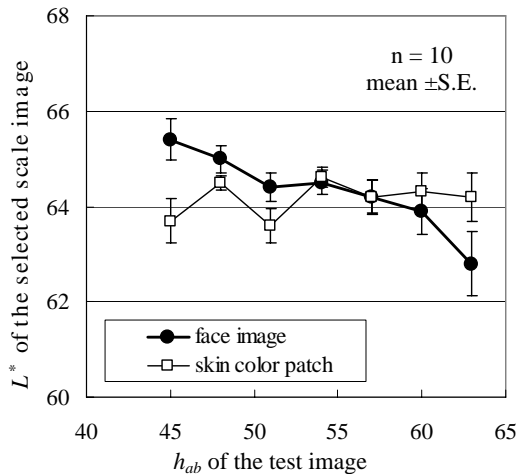 68
66
64
62
60
L* of the selected scale image
n = 10
mean ±S.E.
face image
skin color patch
40 45 50 55 60 65
h_ab of the test image